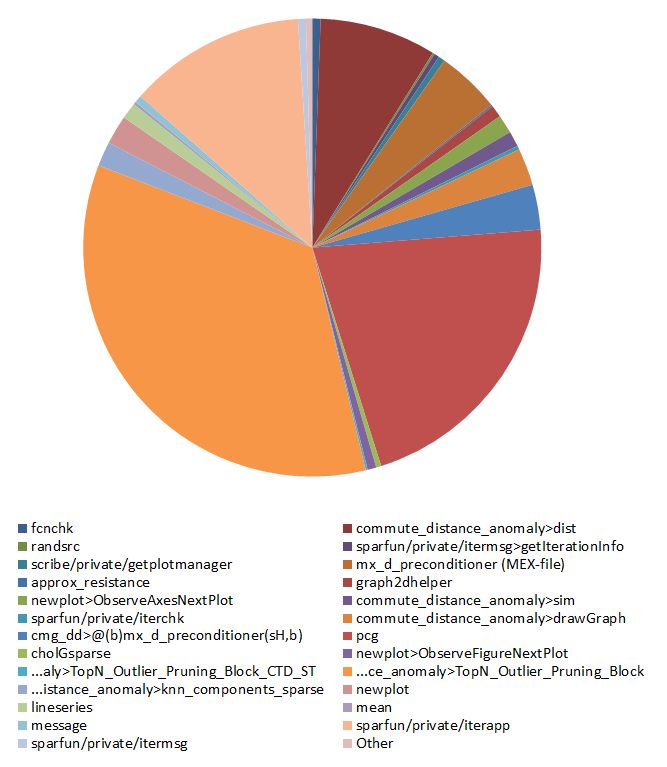 fcnchk
commute_distance_anomaly>dist
randsrc
sparfun/private/itermsg>getIterationInfo
scribe/private/getplotmanager
mx_d_preconditioner (MEX-file)
approx_resistance
graph2dhelper
newplot>ObserveAxesNextPlot
commute_distance_anomaly>sim
sparfun/private/iterchk
commute_distance_anomaly>drawGraph
cmg_dd>@(b)mx_d_preconditioner(sH,b)
pcg
cholGsparse
newplot>ObserveFigureNextPlot
...aly>TopN_Outlier_Pruning_Block_CTD_ST
...ce_anomaly>TopN_Outlier_Pruning_Block
...istance_anomaly>knn_components_sparse
newplot
lineseries
mean
message
sparfun/private/iterapp
sparfun/private/itermsg
Other